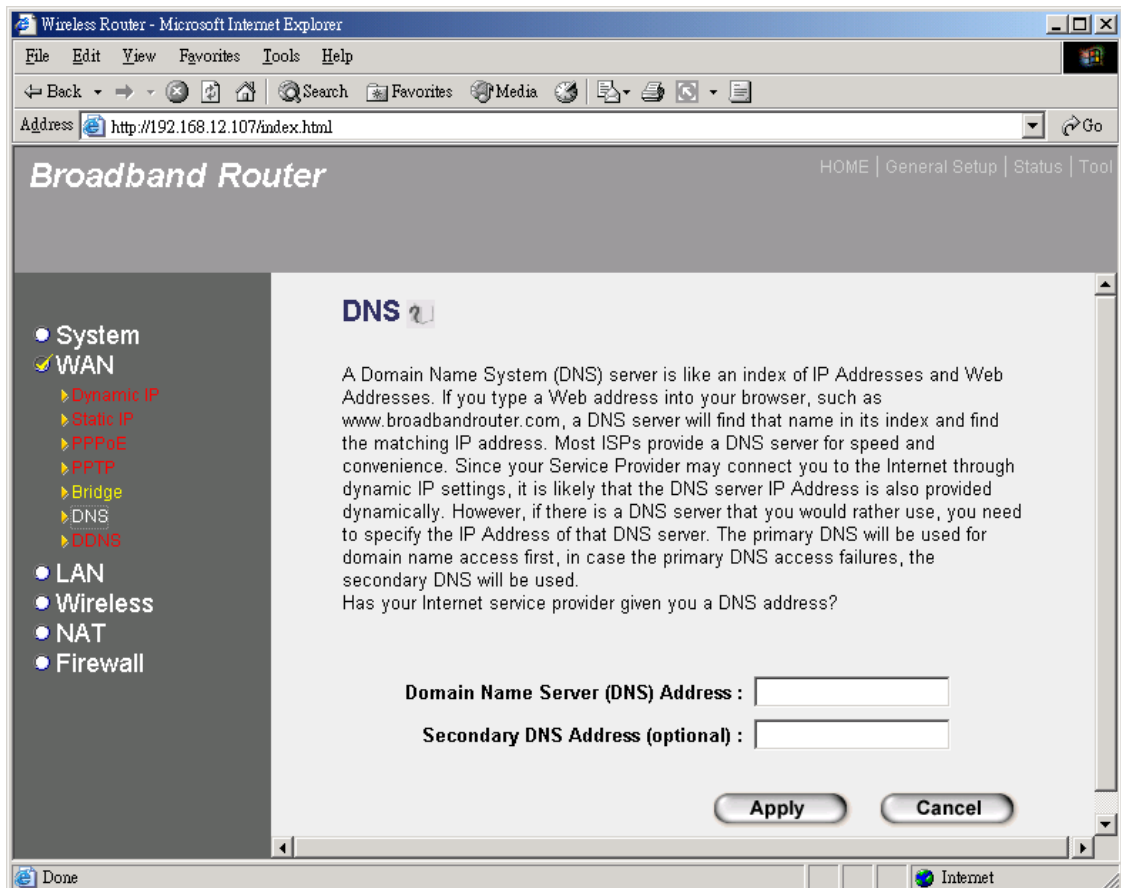 Wireless Router - Microsoft Internet Explorer
File Edit View Favorites Tools Help
Back Search Favorites Media
Address http://192.168.12.107/index.html Go
Broadband Router
HOME | General Setup | Status | Tool
System
WAN
Dynamic IP
Static IP
PPPoE
PPTP
Bridge
DNS
DDNS
LAN
Wireless
NAT
Firewall
DNS
A Domain Name System (DNS) server is like an index of IP Addresses and Web
Addresses. If you type a Web address into your browser, such as
www.broadbandrouter.com, a DNS server will find that name in its index and find
the matching IP address. Most ISPs provide a DNS server for speed and
convenience. Since your Service Provider may connect you to the Internet through
dynamic IP settings, it is likely that the DNS server IP Address is also provided
dynamically. However, if there is a DNS server that you would rather use, you need
to specify the IP Address of that DNS server. The primary DNS will be used for
domain name access first, in case the primary DNS access failures, the
secondary DNS will be used.
Has your Internet service provider given you a DNS address?
Domain Name Server (DNS) Address :
Secondary DNS Address (optional) :
Apply Cancel
Done Internet